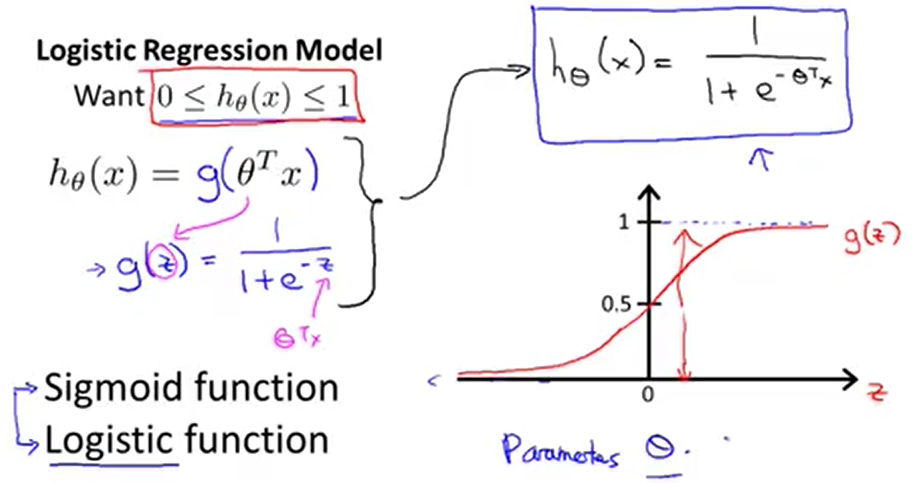 Logistic Regression Model
Want 0 ≤ hθ(x) ≤ 1
hθ(x) = g(θᵀx)
→ g(z) = 1/(1+e^-z)
θᵀx
Sigmoid function
Logistic function
hθ(x) = 1/(1+e^-θᵀx)
1
g(z)
0.5
0
z
Parametes θ.